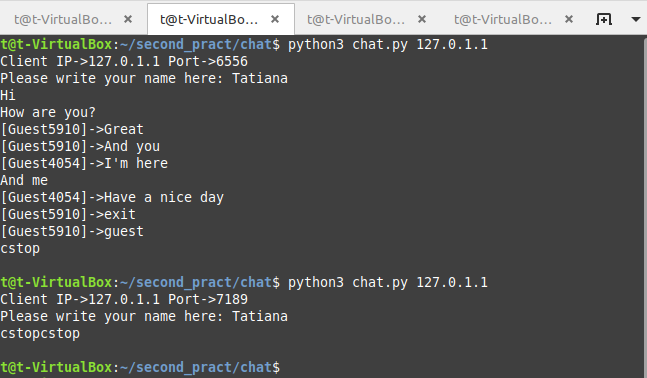 t@t-VirtualBo... × t@t-VirtualBo... × t@t-VirtualBo... × t@t-VirtualBo... ×
t@t-VirtualBox:~/second_pract/chat$ python3 chat.py 127.0.1.1
Client IP->127.0.1.1 Port->6556
Please write your name here: Tatiana
Hi
How are you?
[Guest5910]->Great
[Guest5910]->And you
[Guest4054]->I'm here
And me
[Guest4054]->Have a nice day
[Guest5910]->exit
[Guest5910]->guest
cstop
t@t-VirtualBox:~/second_pract/chat$ python3 chat.py 127.0.1.1
Client IP->127.0.1.1 Port->7189
Please write your name here: Tatiana
cstopcstop
t@t-VirtualBox:~/second_pract/chat$